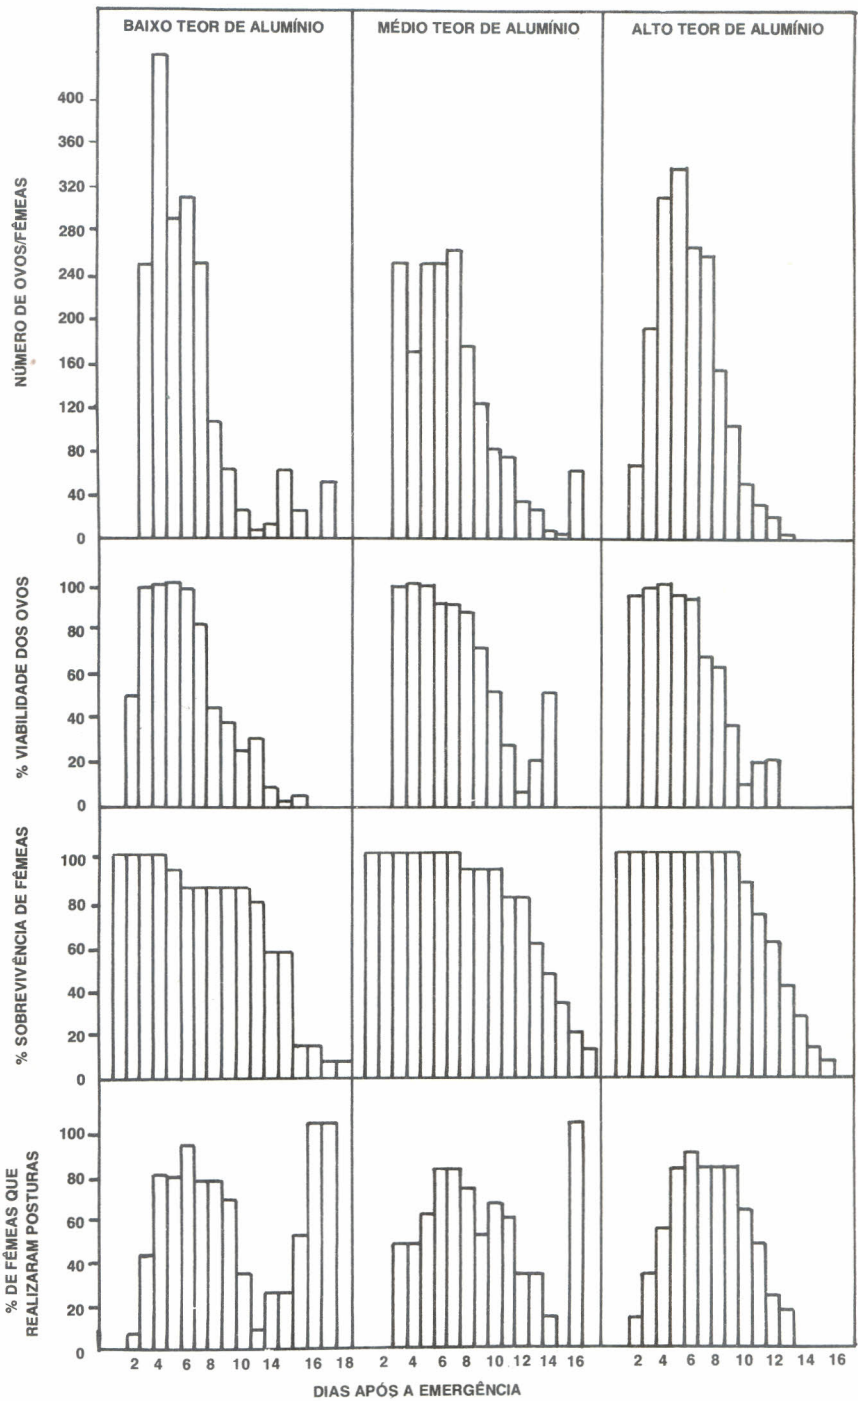 BAIXO TEOR DE ALUMÍNIO
MÉDIO TEOR DE ALUMÍNIO
ALTO TEOR DE ALUMÍNIO
NÚMERO DE OVOS/FÊMEAS
400
360
320
280
240
200
160
120
80
40
0
% VIABILIDADE DOS OVOS
100
80
60
40
20
0
% SOBREVIVÊNCIA DE FÊMEAS
100
80
60
40
20
0
% DE FÊMEAS QUE
REALIZARAM POSTURAS
100
80
60
40
20
0
2 4 6 8 10 14 16 18
2 4 6 8 10 12 14 16
2 4 6 8 10 12 14 16
DIAS APÓS A EMERGÊNCIA